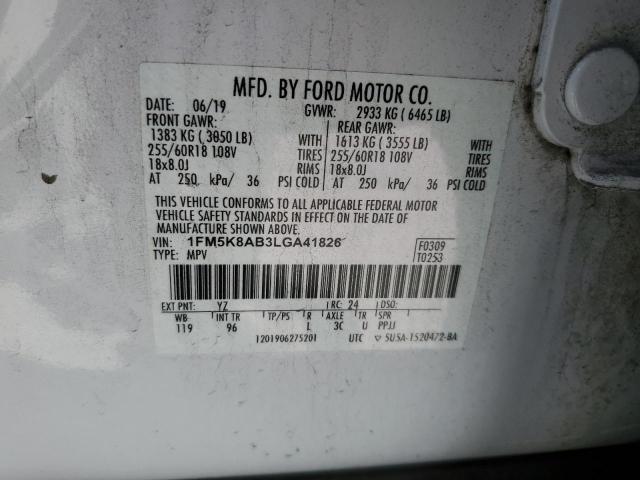 MFD. BY FORD MOTOR CO.
DATE: 06/19 GVWR: 2933 KG ( 6465 LB)
FRONT GAWR: REAR GAWR:
1383 KG ( 3050 LB) WITH 1613 KG ( 3555 LB) WITH
255/60R18 108V TIRES 255/60R18 108V TIRES
18x8.0J RIMS 18x8.0J RIMS
AT 250 kPa/ 36 PSI COLD AT 250 kPa/ 36 PSI COLD
THIS VEHICLE CONFORMS TO ALL APPLICABLE FEDERAL MOTOR
VEHICLE SAFETY STANDARDS IN EFFECT ON THE DATE OF MANUFACTURE SHOWN ABOVE.
VIN: 1FM5K8AB3LGA41826 F0309
TYPE: MPV T0253
EXT PNT: YZ RC: 24 DSO:
WB INT TR TP/PS R AXLE TR SPR
119 96 L 3C U PPJJ
1201906275201 UTC 5U5A-1520472-BA